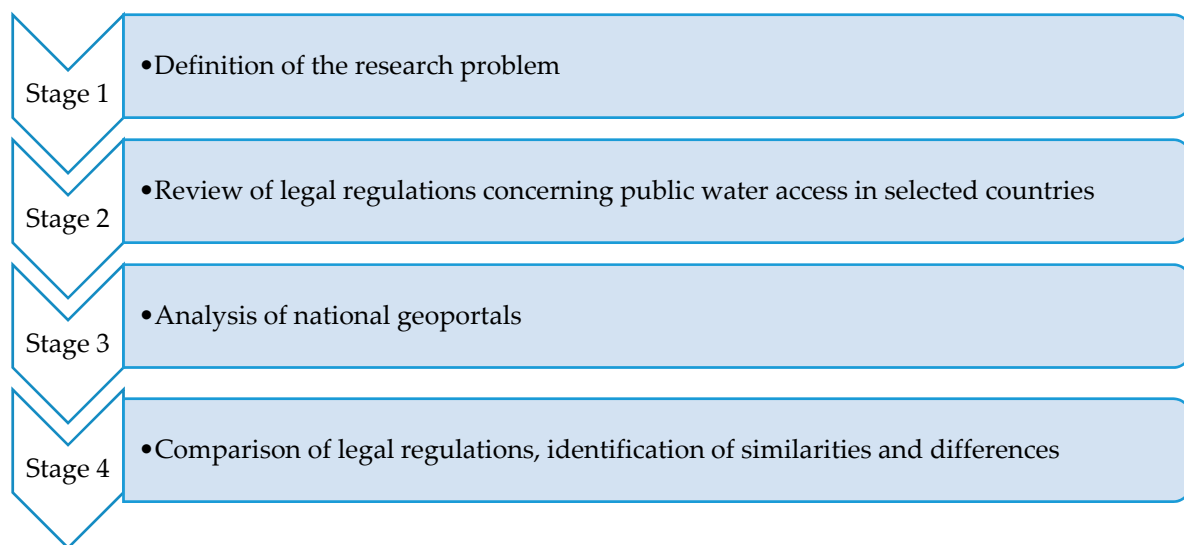 Stage 1
•Definition of the research problem
Stage 2
•Review of legal regulations concerning public water access in selected countries
Stage 3
•Analysis of national geoportals
Stage 4
•Comparison of legal regulations, identification of similarities and differences